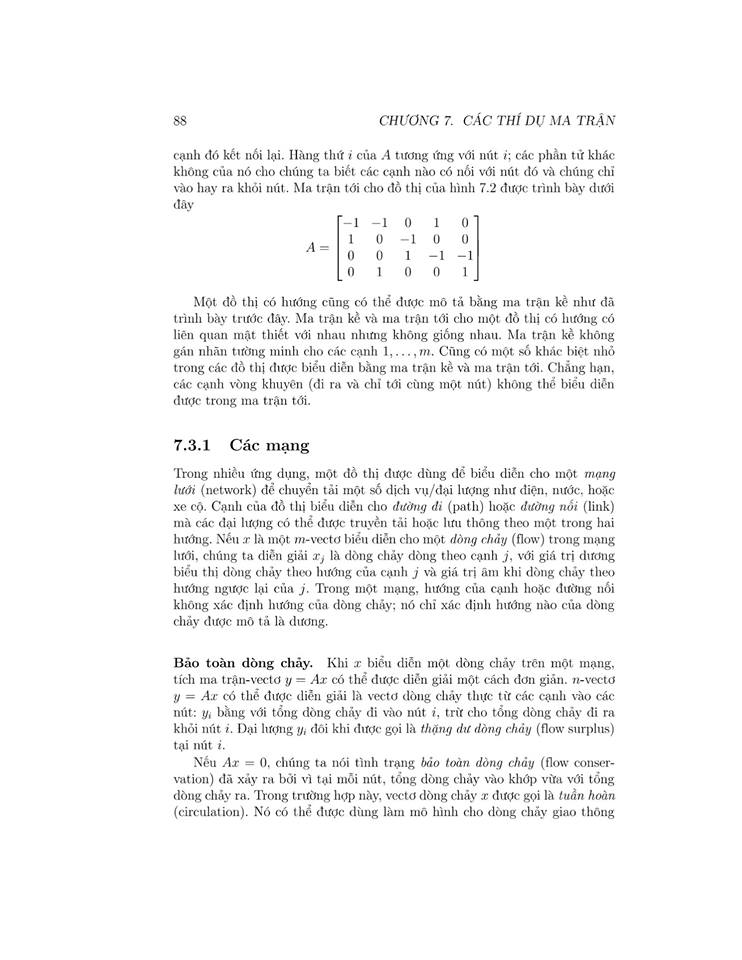 88 CHƯƠNG 7. CÁC THÍ DỤ MA TRẬN
cạnh đó kết nối lại. Hàng thứ i của A tương ứng với nút i; các phần tử khác
không của nó cho chúng ta biết các cạnh nào có nối với nút đó và chúng chỉ
vào hay ra khỏi nút. Ma trận tới cho đồ thị của hình 7.2 được trình bày dưới
đây
−1 −1 0 1 0
1 0 −1 0 0
A =
0 0 1 −1 −1
0 1 0 0 1
Một đồ thị có hướng cũng có thể được mô tả bằng ma trận kề như đã
trình bày trước đây. Ma trận kề và ma trận tới cho một đồ thị có hướng có
liên quan mật thiết với nhau nhưng không giống nhau. Ma trận kề không
gán nhãn tường minh cho các cạnh 1, . . . , m. Cũng có một số khác biệt nhỏ
trong các đồ thị được biểu diễn bằng ma trận kề và ma trận tới. Chẳng hạn,
các cạnh vòng khuyên (đi ra và chỉ tới cùng một nút) không thể biểu diễn
được trong ma trận tới.
7.3.1 Các mạng
Trong nhiều ứng dụng, một đồ thị được dùng để biểu diễn cho một mạng
lưới (network) để chuyển tải một số dịch vụ/đại lượng như điện, nước, hoặc
xe cộ. Cạnh của đồ thị biểu diễn cho đường đi (path) hoặc đường nối (link)
mà các đại lượng có thể được truyền tải hoặc lưu thông theo một trong hai
hướng. Nếu x là một m-vectơ biểu diễn cho một dòng chảy (flow) trong mạng
lưới, chúng ta diễn giải xj là dòng chảy dòng theo cạnh j, với giá trị dương
biểu thị dòng chảy theo hướng của cạnh j và giá trị âm khi dòng chảy theo
hướng ngược lại của j. Trong một mạng, hướng của cạnh hoặc đường nối
không xác định hướng của dòng chảy; nó chỉ xác định hướng nào của dòng
chảy được mô tả là dương.
Bảo toàn dòng chảy. Khi x biểu diễn một dòng chảy trên một mạng,
tích ma trận-vectơ y = Ax có thể được diễn giải một cách đơn giản. n-vectơ
y = Ax có thể được diễn giải là vectơ dòng chảy thực từ các cạnh vào các
nút: yi bằng với tổng dòng chảy đi vào nút i, trừ cho tổng dòng chảy đi ra
khỏi nút i. Đại lượng yi đôi khi được gọi là thặng dư dòng chảy (flow surplus)
tại nút i.
Nếu Ax = 0, chúng ta nói tình trạng bảo toàn dòng chảy (flow conser-
vation) đã xảy ra bởi vì tại mỗi nút, tổng dòng chảy vào khớp vừa với tổng
dòng chảy ra. Trong trường hợp này, vectơ dòng chảy x được gọi là tuần hoàn
(circulation). Nó có thể được dùng làm mô hình cho dòng chảy giao thông